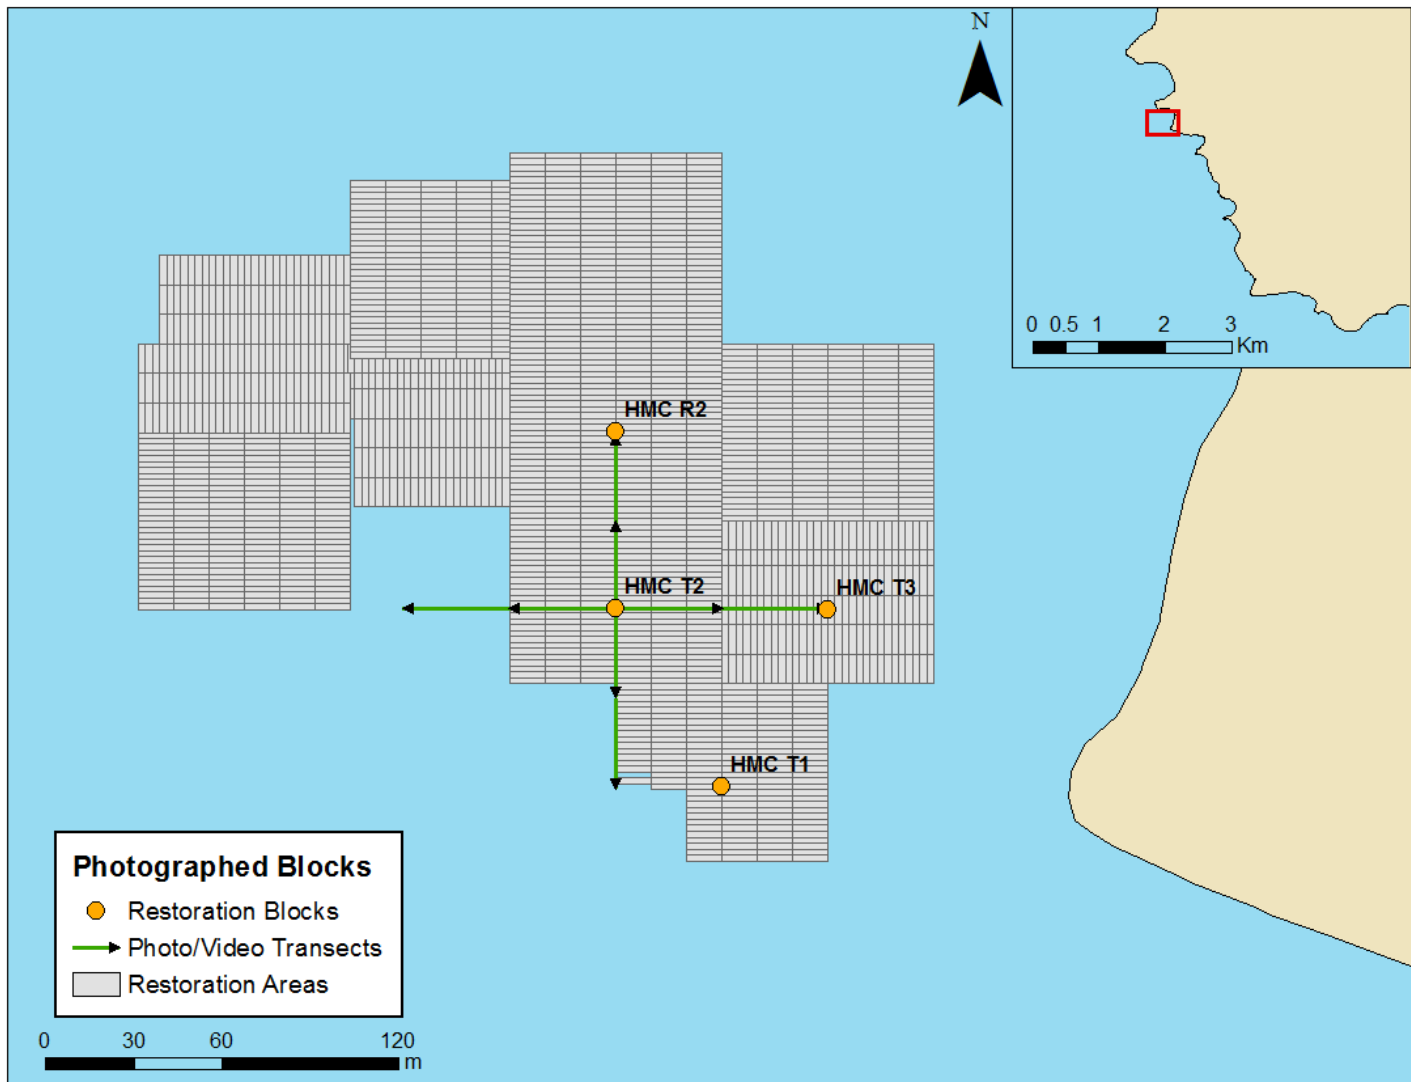 N
0 0.5 1 2 3
Km
HMC R2
HMC T2
HMC T3
HMC T1
Photographed Blocks
Restoration Blocks
Photo/Video Transects
Restoration Areas
0 30 60 120
m